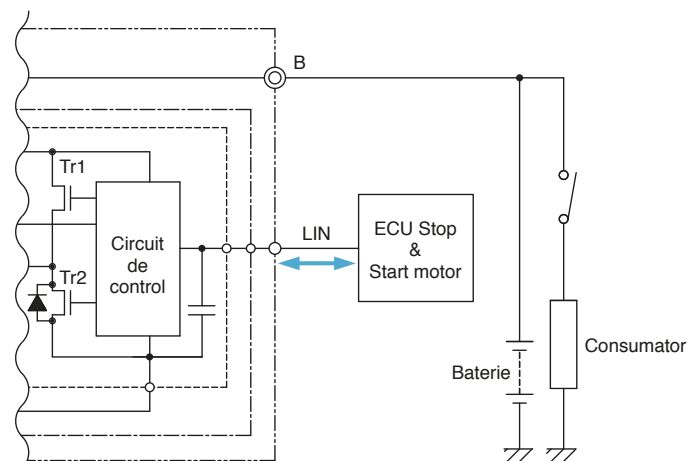 B
Tr1
LIN
ECU Stop
&
Start motor
Circuit
de
control
Tr2
Consumator
Baterie